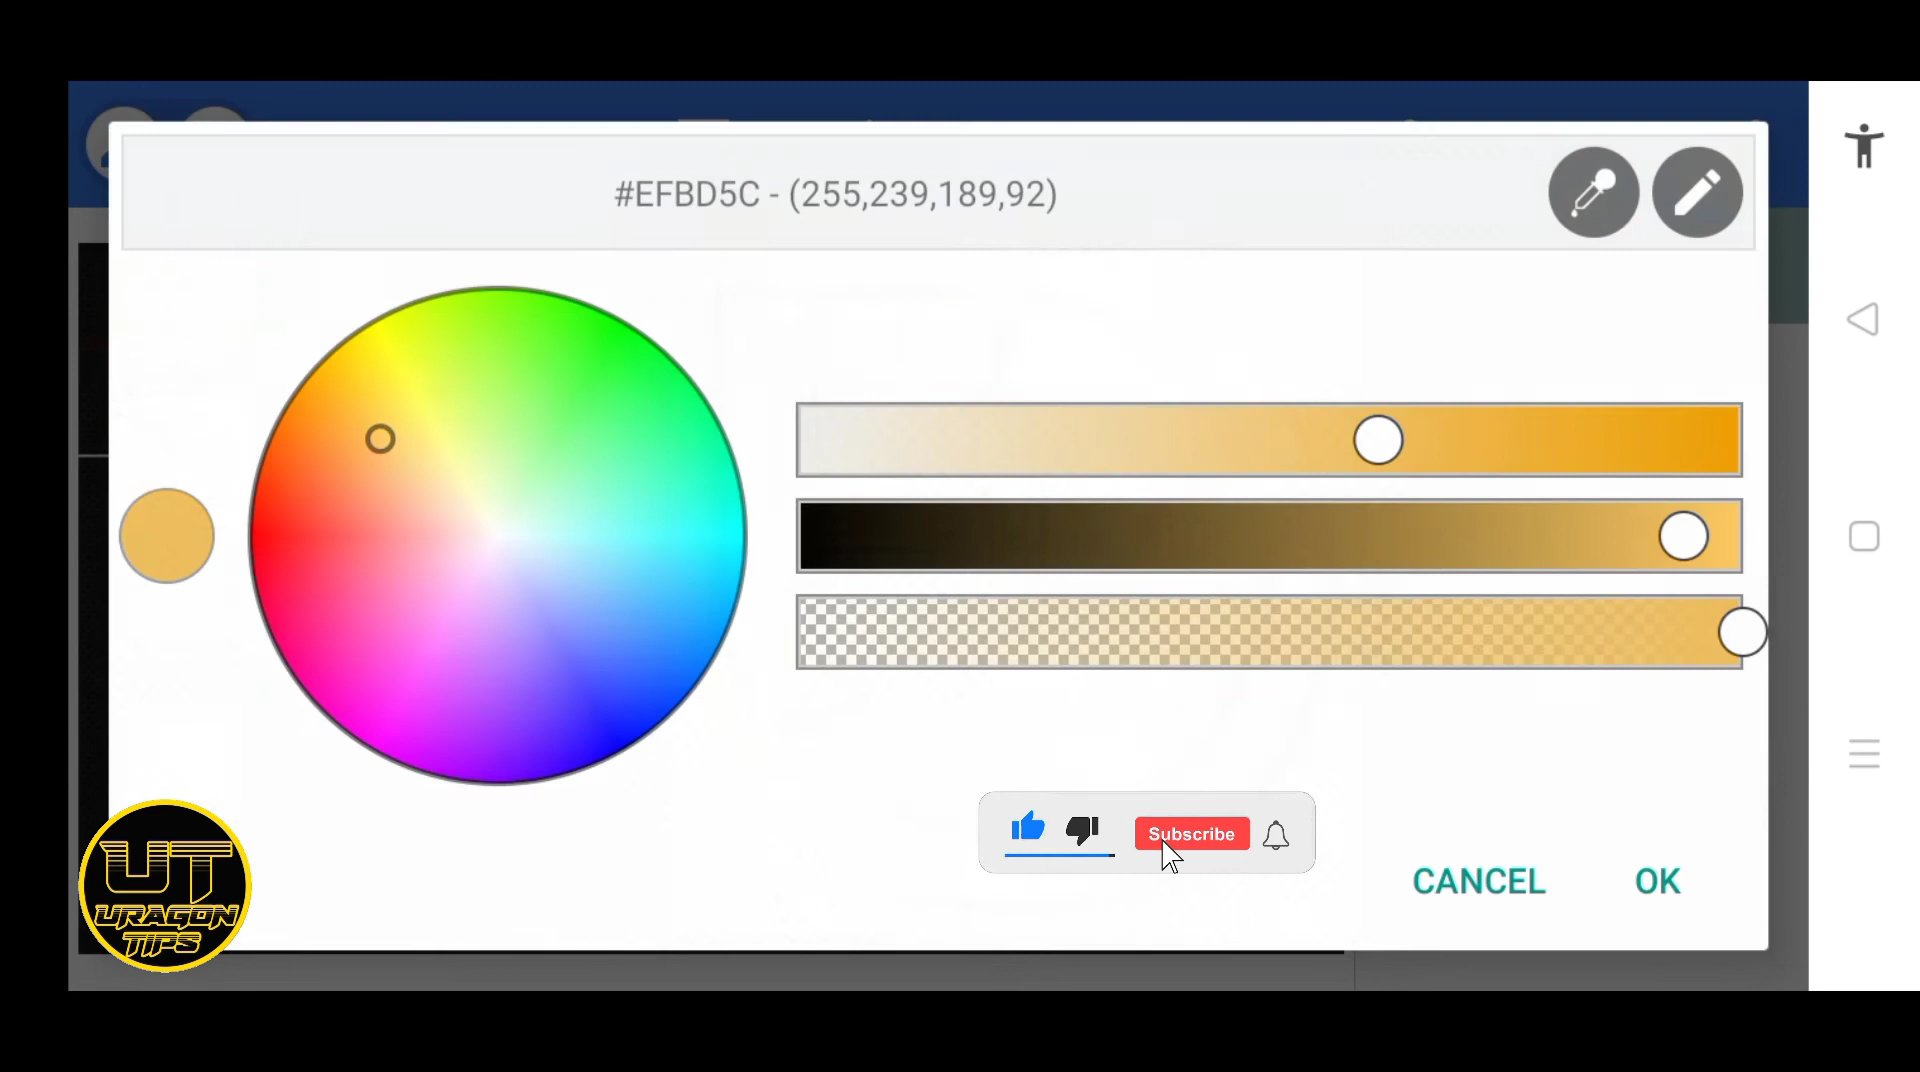 #EFBD5C - (255,239,189,92)
Subscribe
CANCEL OK
UT
URAGON
TIPS